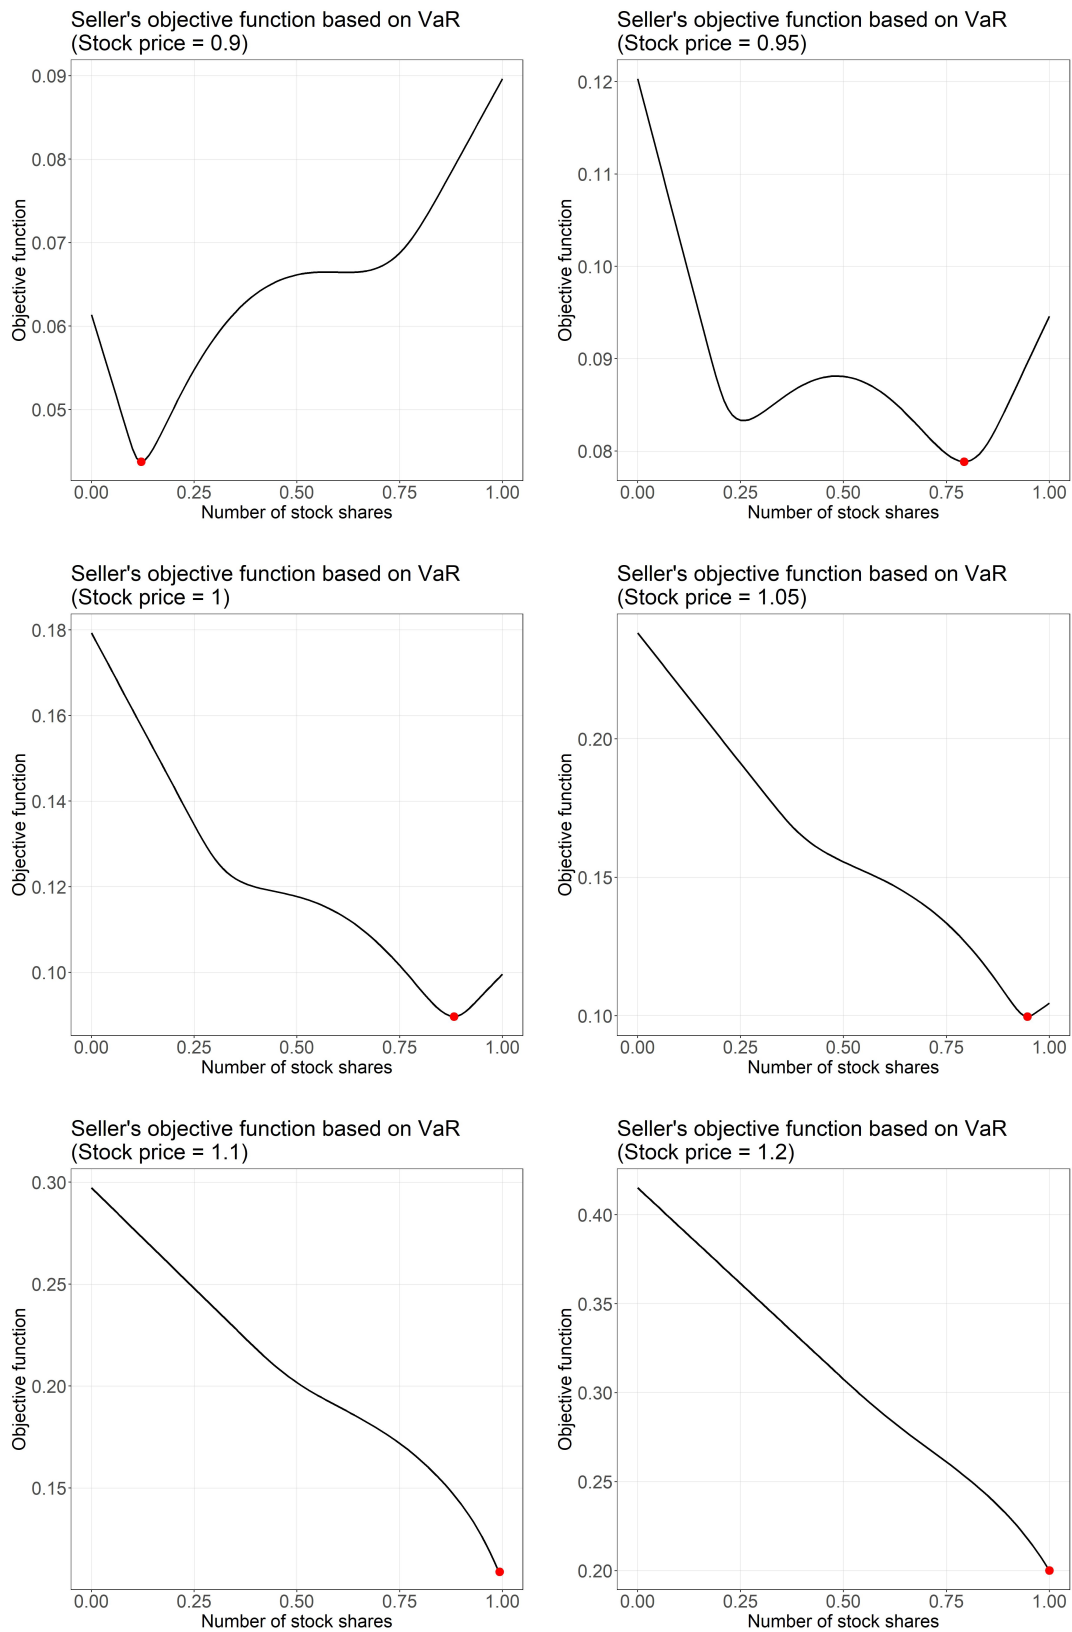 Seller's objective function based on VaR
(Stock price = 0.9)
Objective function
0.09
0.08
0.07
0.06
0.05
0.00 0.25 0.50 0.75 1.00
Number of stock shares
Seller's objective function based on VaR
(Stock price = 0.95)
Objective function
0.12
0.11
0.10
0.09
0.08
0.00 0.25 0.50 0.75 1.00
Number of stock shares
Seller's objective function based on VaR
(Stock price = 1)
Objective function
0.18
0.16
0.14
0.12
0.10
0.00 0.25 0.50 0.75 1.00
Number of stock shares
Seller's objective function based on VaR
(Stock price = 1.05)
Objective function
0.20
0.15
0.10
0.00 0.25 0.50 0.75 1.00
Number of stock shares
Seller's objective function based on VaR
(Stock price = 1.1)
Objective function
0.30
0.25
0.20
0.15
0.00 0.25 0.50 0.75 1.00
Number of stock shares
Seller's objective function based on VaR
(Stock price = 1.2)
Objective function
0.40
0.35
0.30
0.25
0.20
0.00 0.25 0.50 0.75 1.00
Number of stock shares